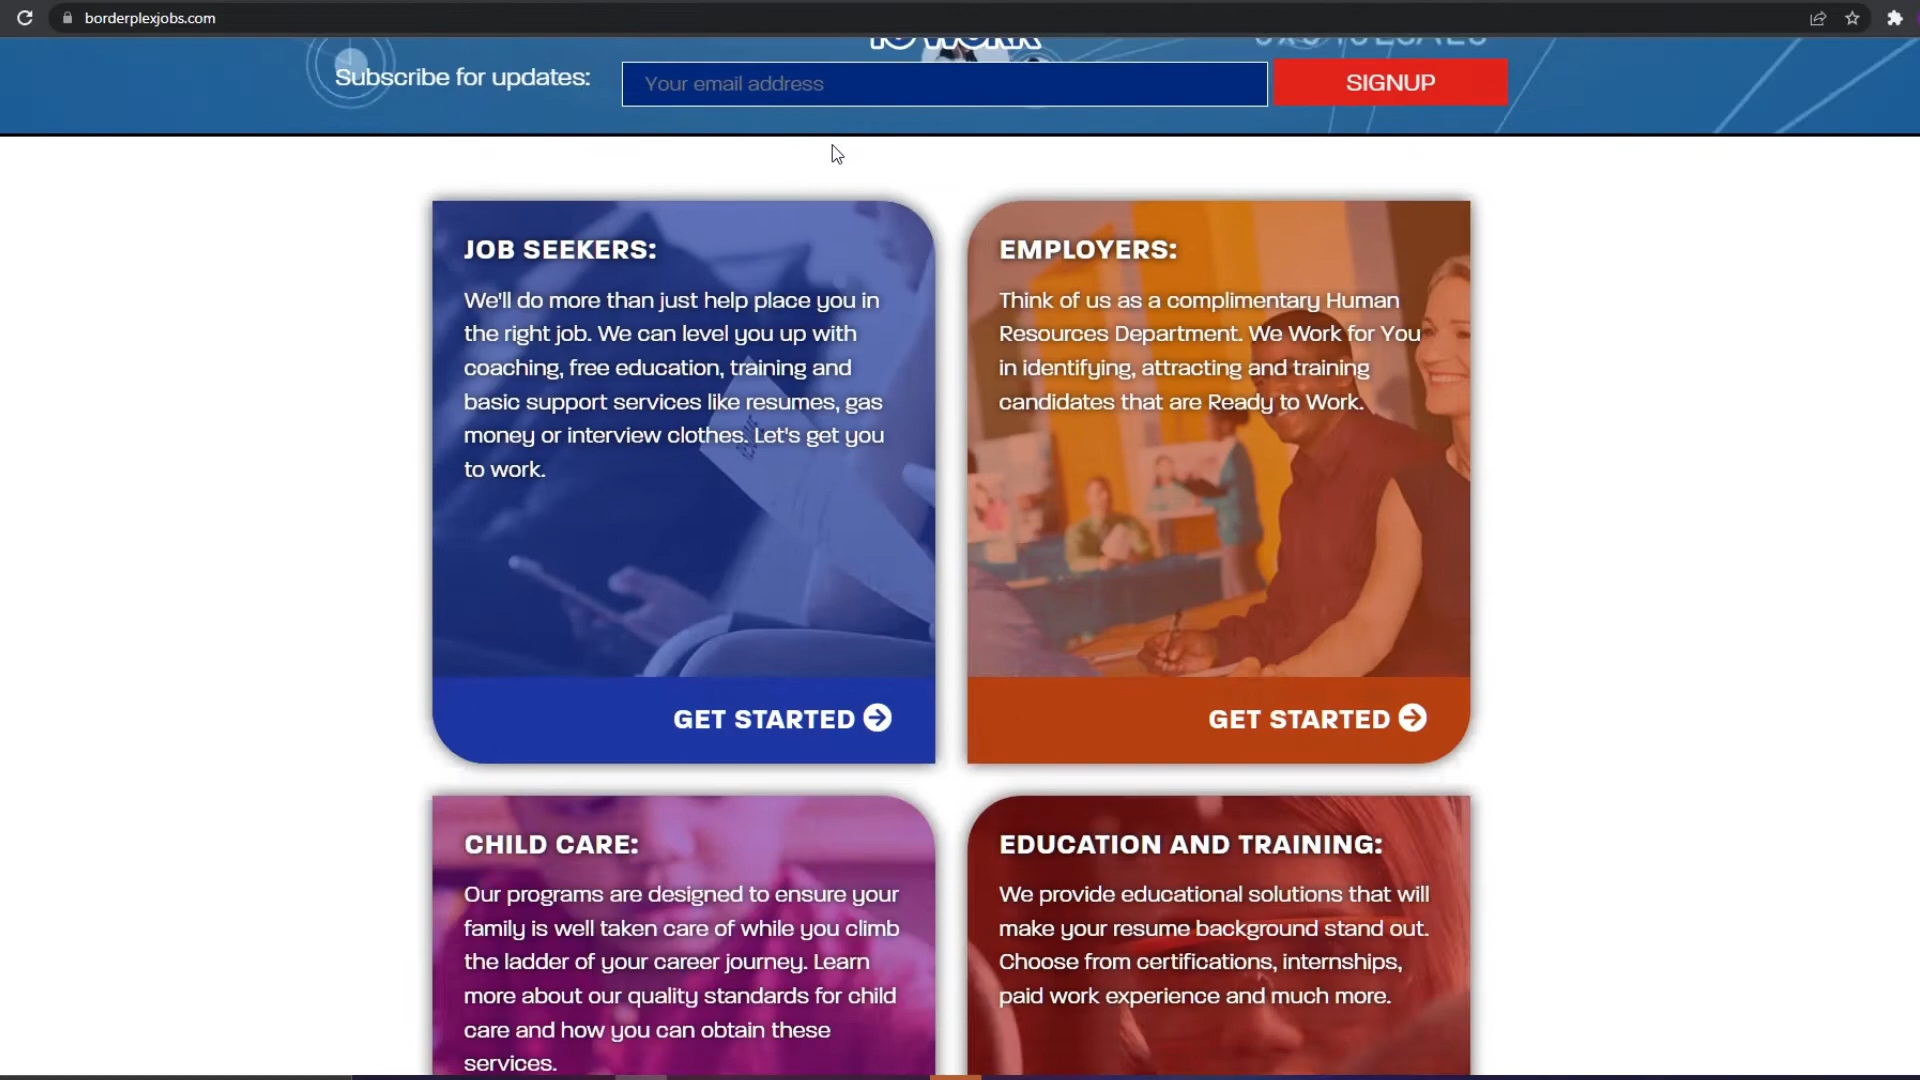 borderplexjobs.com
Subscribe for updates:
Your email address
SIGNUP
JOB SEEKERS:
We'll do more than just help place you in
the right job. We can level you up with
coaching, free education, training and
basic support services like resumes, gas
money or interview clothes. Let's get you
to work.
GET STARTED
EMPLOYERS:
Think of us as a complimentary Human
Resources Department. We Work for You
in identifying, attracting and training
candidates that are Ready to Work.
GET STARTED
CHILD CARE:
Our programs are designed to ensure your
family is well taken care of while you climb
the ladder of your career journey. Learn
more about our quality standards for child
care and how you can obtain these
services.
EDUCATION AND TRAINING:
We provide educational solutions that will
make your resume background stand out.
Choose from certifications, internships,
paid work experience and much more.